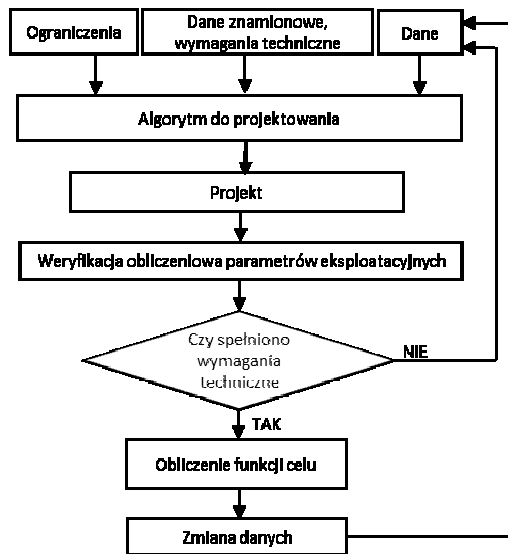 Ograniczenia
Dane znamionowe,
wymagania techniczne
Dane
Algorytm do projektowania
Projekt
Weryfikacja obliczeniowa parametrów eksploatacyjnych
Czy spełniono
wymagania
techniczne
NIE
TAK
Obliczenie funkcji celu
Zmiana danych